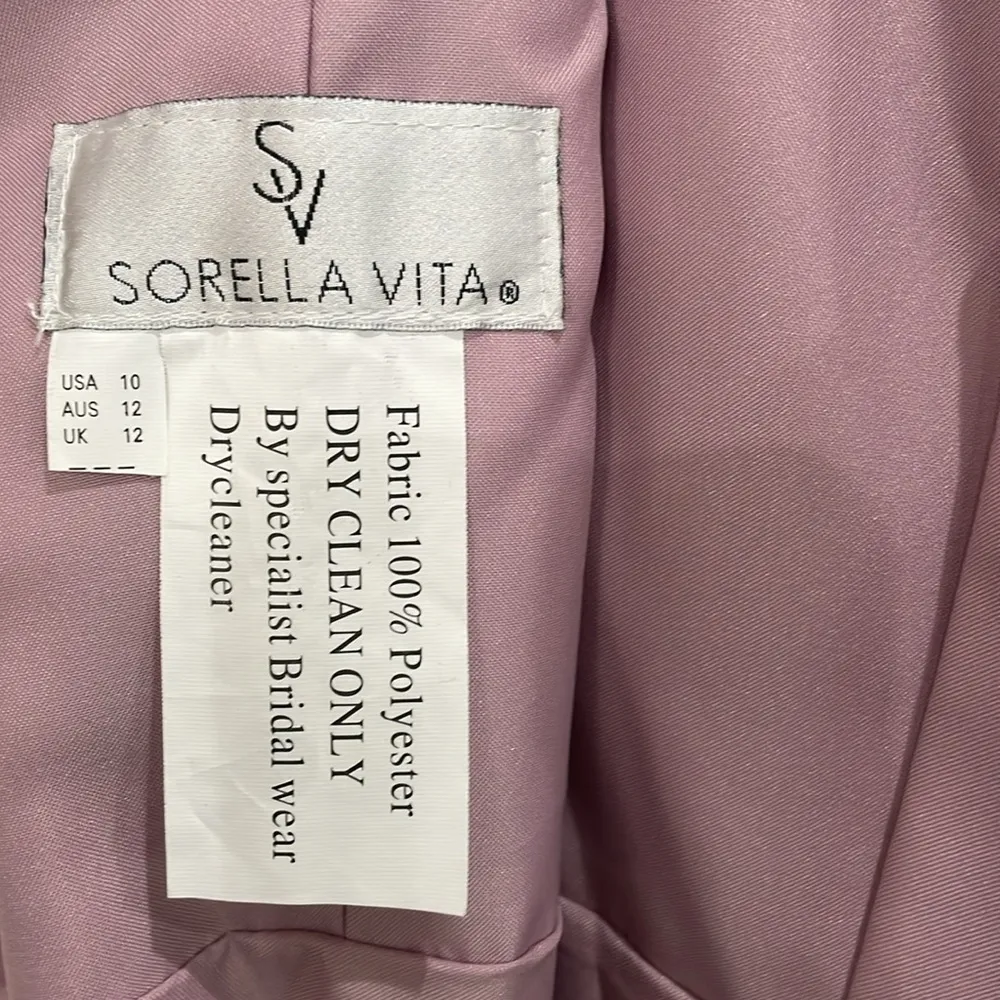 SV
SORELLA VITA®
USA 10
AUS 12
UK 12
Fabric 100% Polyester
DRY CLEAN ONLY
By specialist Bridal wear
Drycleaner